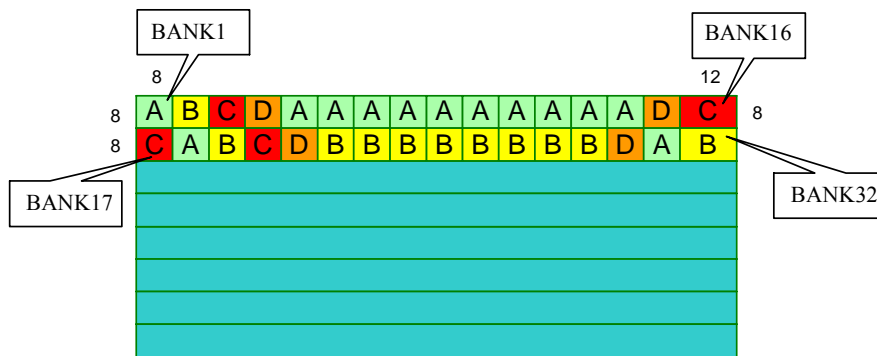 BANK1 BANK16
8 12
8 A B C D A A A A A A A A A A D C 8
8 C A B C D B B B B B B B B D A B
BANK17 BANK32